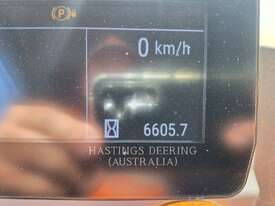 P
0 km/h
6605.7
HASTINGS DEERING
(AUSTRALIA)